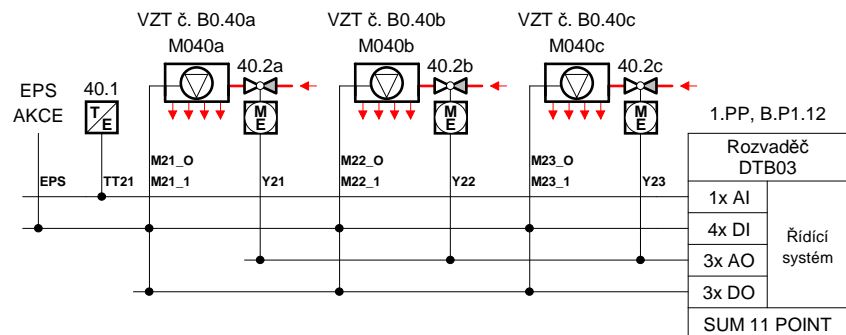 VZT č. B0.40a
M040a
VZT č. B0.40b
M040b
VZT č. B0.40c
M040c
EPS
AKCE
40.1
40.2a
40.2b
40.2c
T
E
M
E
M
E
M
E
1.PP, B.P1.12
Rozvaděč
DTB03
EPS
TT21
M21_O
M21_1
Y21
M22_O
M22_1
Y22
M23_O
M23_1
Y23
1x AI
4x DI
3x AO
3x DO
Řídící
systém
SUM 11 POINT